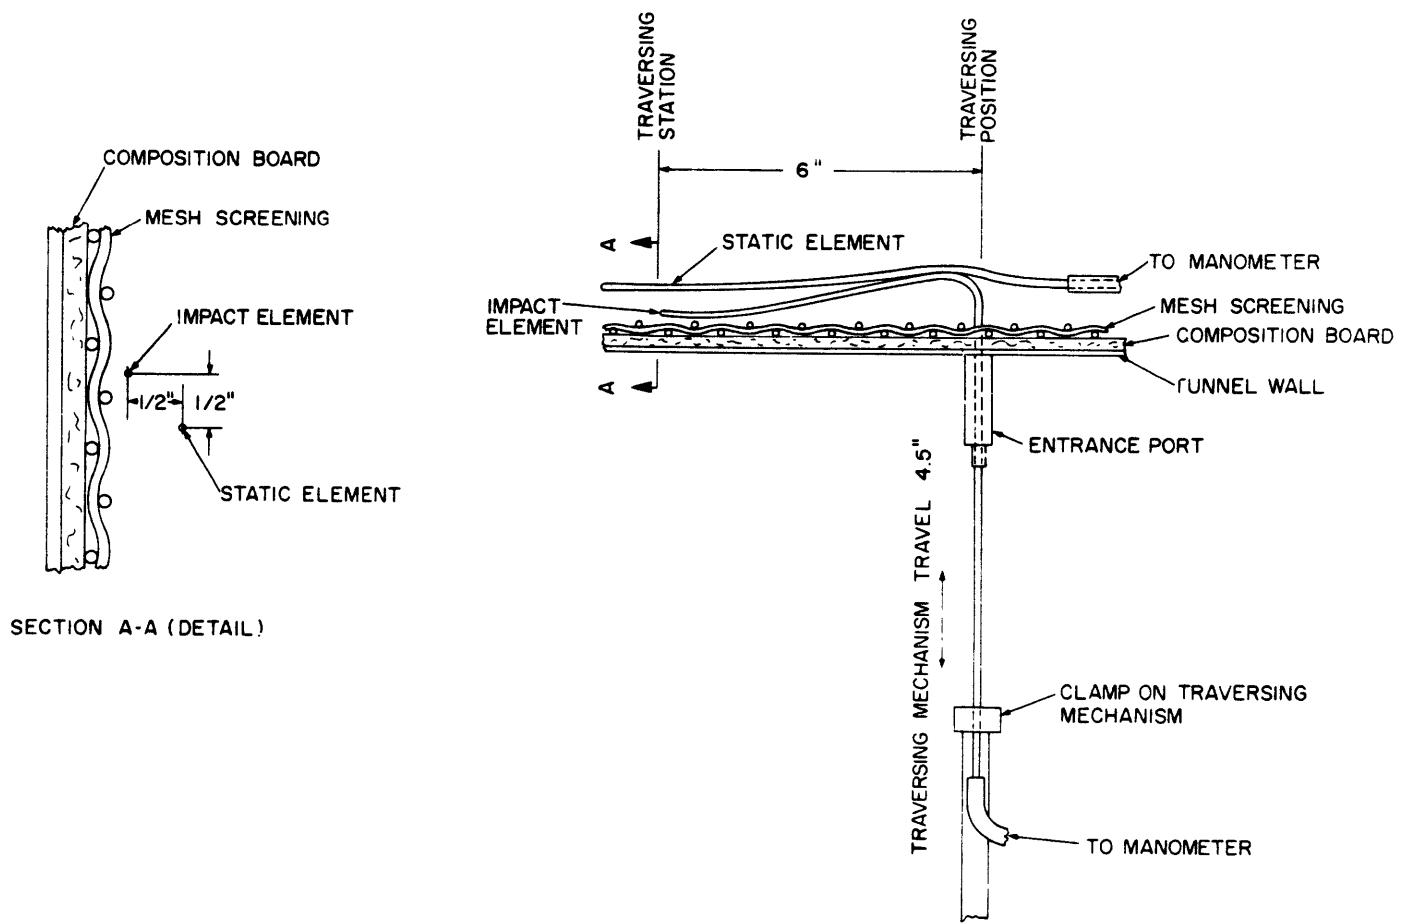 COMPOSITION BOARD
MESH SCREENING
IMPACT ELEMENT
1/2"
1/2"
STATIC ELEMENT
SECTION A-A (DETAIL)
TRAVERSING
STATION
TRAVERSING
POSITION
6"
A
STATIC ELEMENT
TO MANOMETER
IMPACT
ELEMENT
MESH SCREENING
COMPOSITION BOARD
A
TUNNEL WALL
ENTRANCE PORT
TRAVERSING MECHANISM TRAVEL 4.5"
CLAMP ON TRAVERSING
MECHANISM
TO MANOMETER